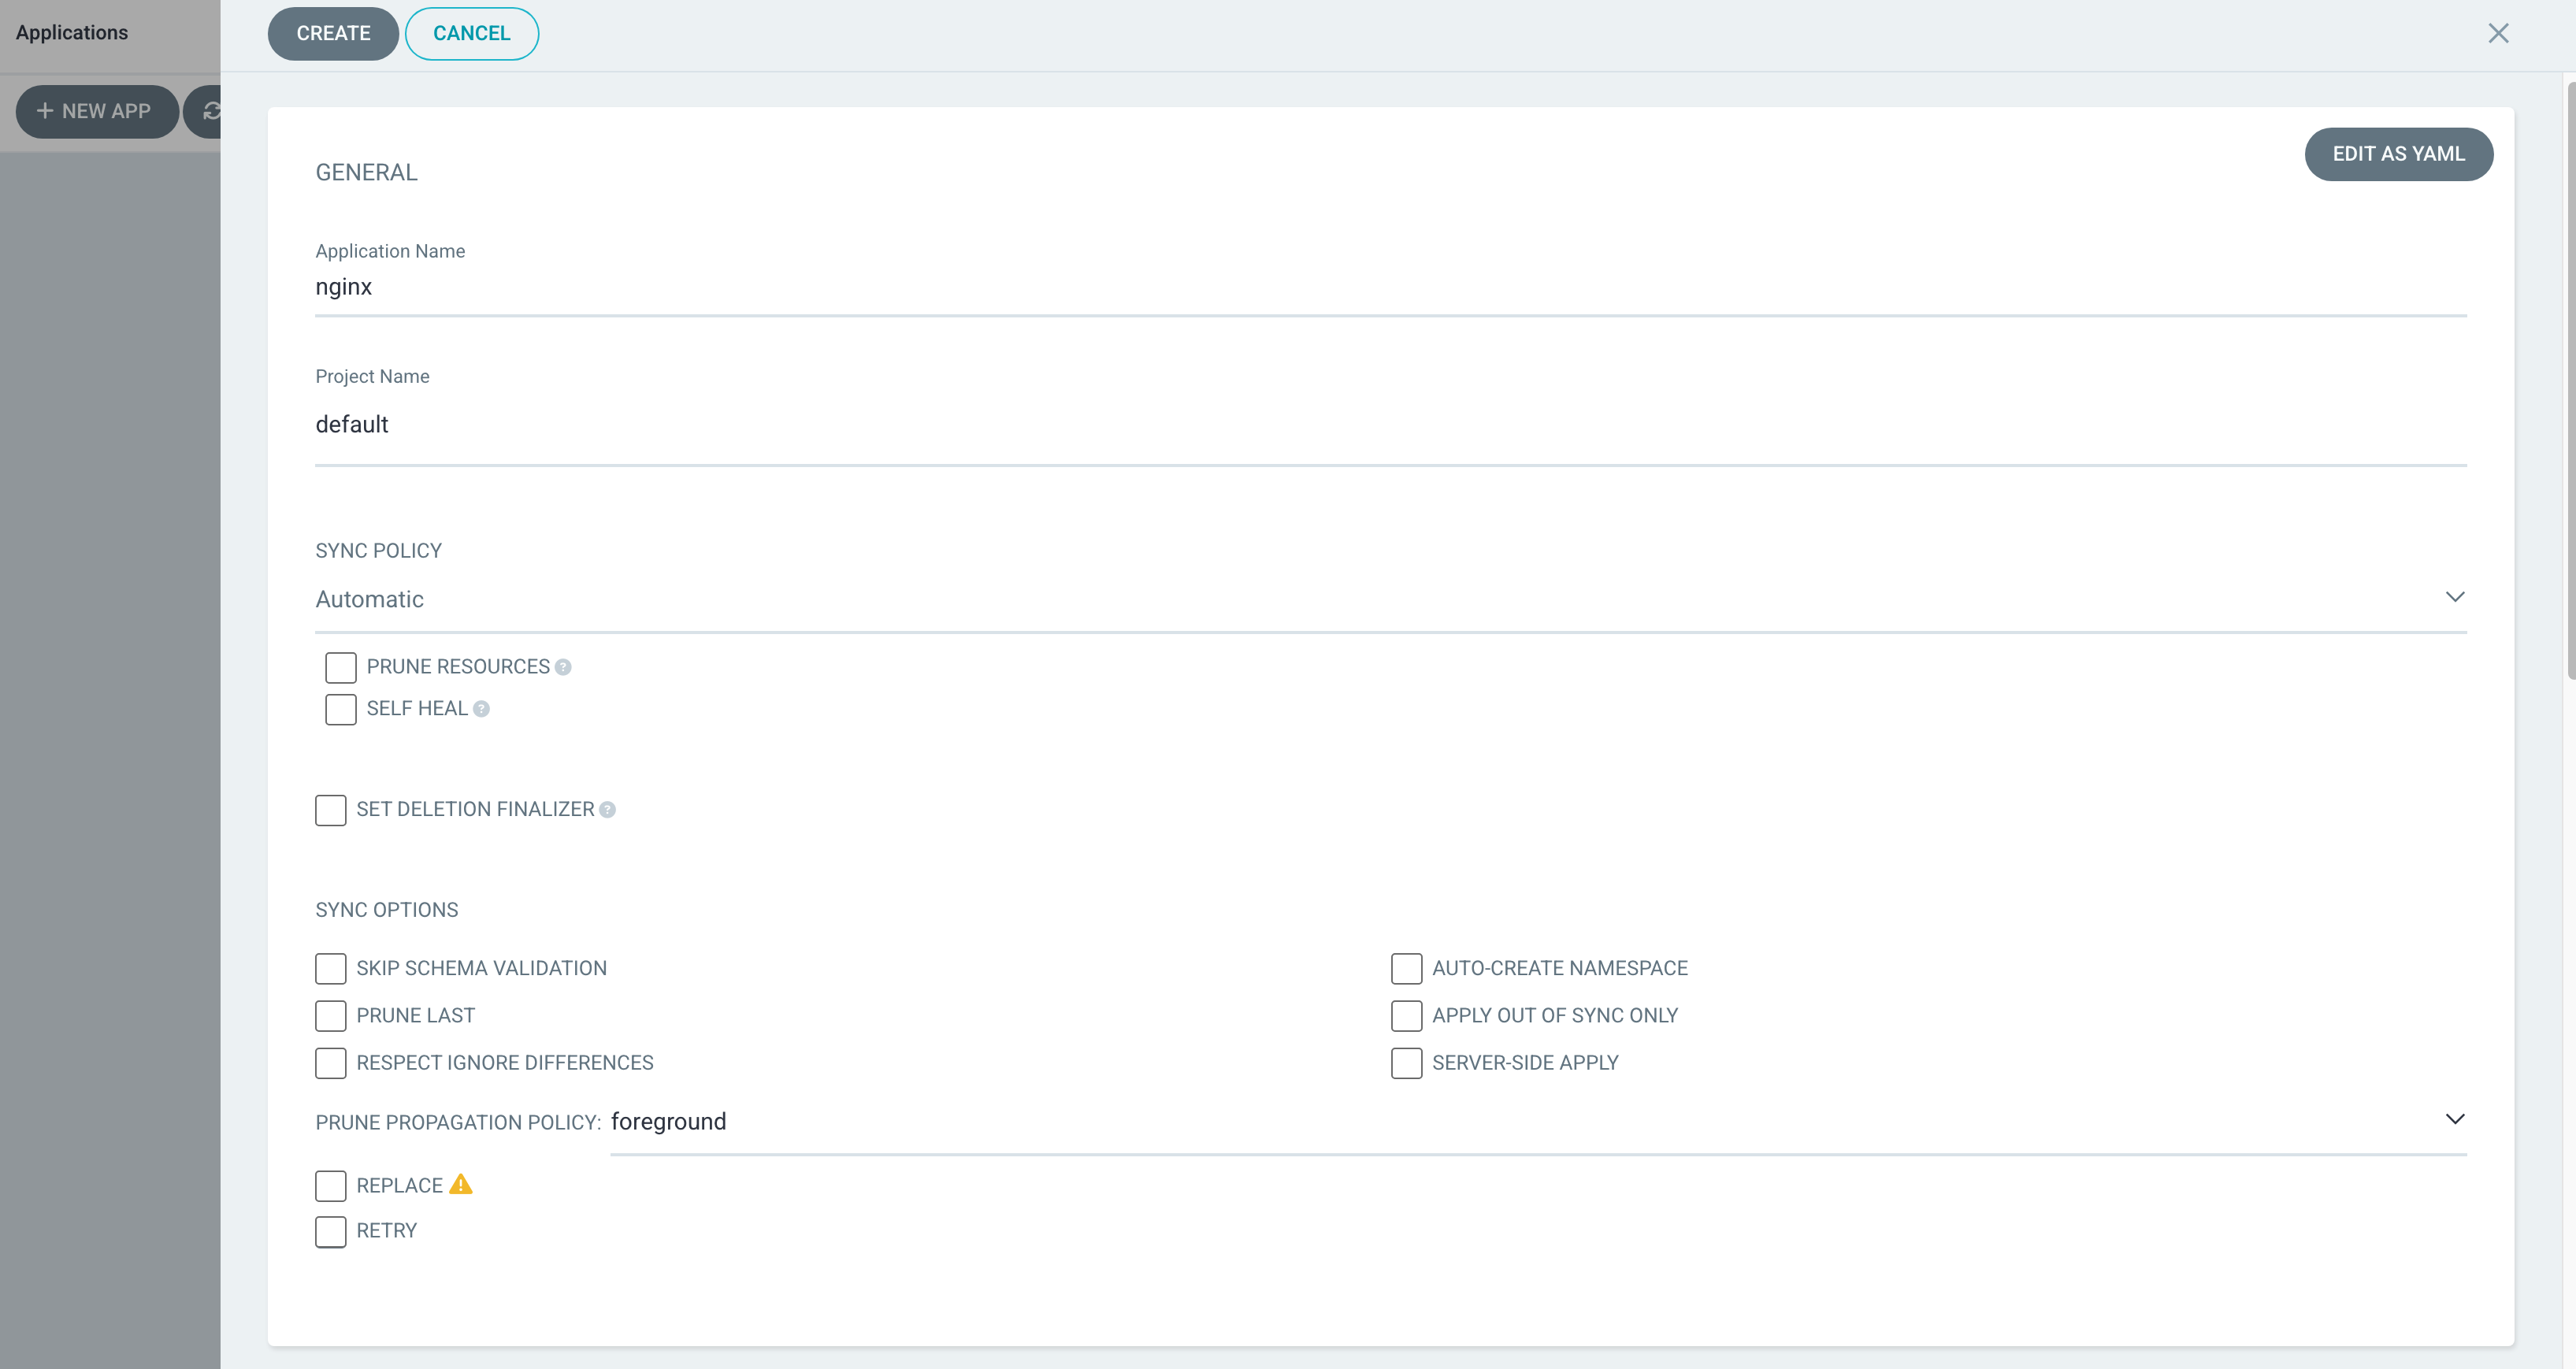 Applications
CREATE
CANCEL
NEW APP
GENERAL
EDIT AS YAML
Application Name
nginx
Project Name
default
SYNC POLICY
Automatic
PRUNE RESOURCES ?
SELF HEAL ?
SET DELETION FINALIZER ?
SYNC OPTIONS
SKIP SCHEMA VALIDATION
AUTO-CREATE NAMESPACE
PRUNE LAST
APPLY OUT OF SYNC ONLY
RESPECT IGNORE DIFFERENCES
SERVER-SIDE APPLY
PRUNE PROPAGATION POLICY: foreground
REPLACE
RETRY